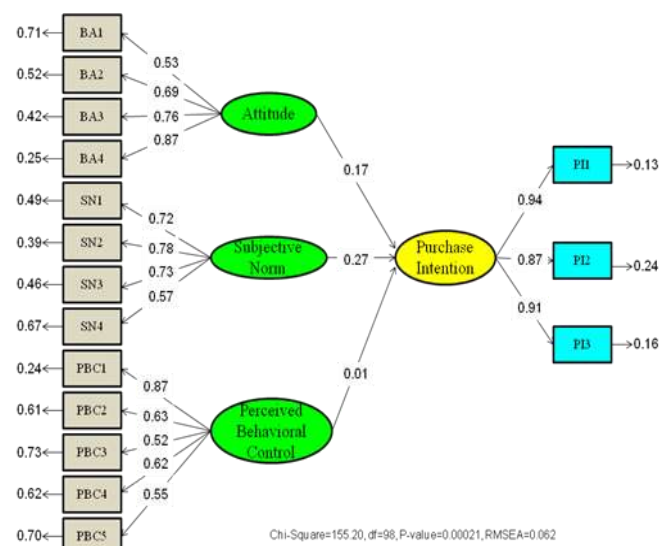 0.71 BA1
0.53
0.52 BA2
0.69
0.42 BA3
0.76
Attitude
0.87
0.25 BA4
0.17
PI1 0.13
0.49 SN1
0.94
0.72
0.39 SN2
0.78
Subjective
Norm
0.27
Purchase
Intention
0.87
PI2 0.24
0.46 SN3
0.73
0.57
0.67 SN4
0.91
PI3 0.16
0.24 PBC1
0.01
0.87
0.61 PBC2
0.63
Perceived
Behavioral
Control
0.73 PBC3
0.52
0.62
0.62 PBC4
0.55
0.70 PBC5
Chi-Square=155.20, df=98, P-value=0.00021, RMSEA=0.062